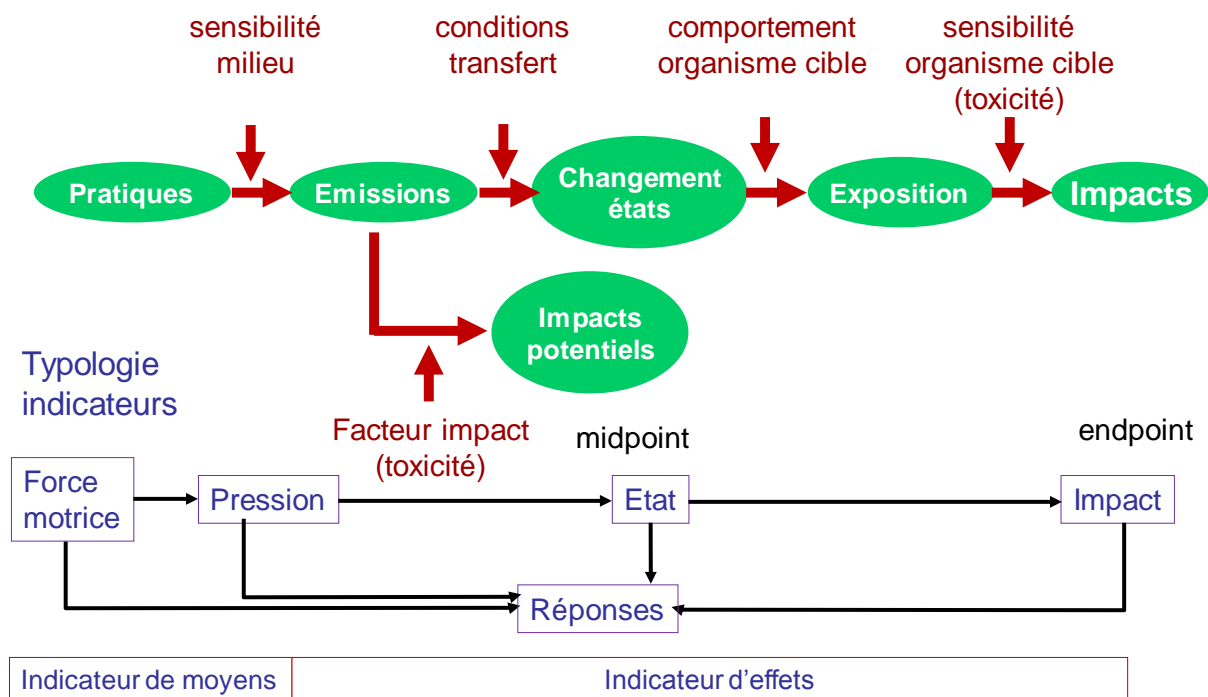 sensibilité
milieu
conditions
transfert
comportement
organisme cible
sensibilité
organisme cible
(toxicité)
Pratiques
Emissions
Changement
états
Exposition
Impacts
Impacts
potentiels
Typologie
indicateurs
Facteur impact
(toxicité)
midpoint
endpoint
Force
motrice
Pression
Etat
Impact
Réponses
Indicateur de moyens
Indicateur d'effets